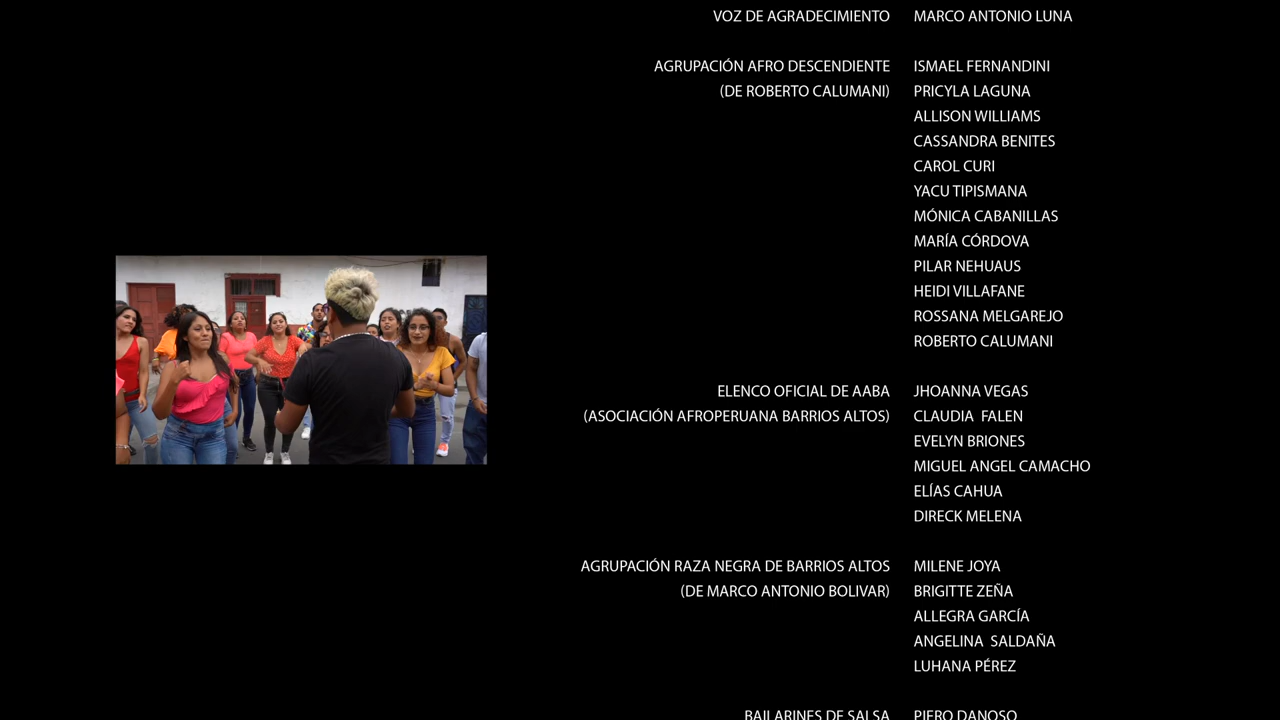 VOZ DE AGRADECIMIENTO MARCO ANTONIO LUNA
AGRUPACIÓN AFRO DESCENDIENTE ISMAEL FERNANDINI
(DE ROBERTO CALUMANI) PRICYLA LAGUNA
ALLISON WILLIAMS
CASSANDRA BENITES
CAROL CURI
YACU TIPISMANA
MÓNICA CABANILLAS
MARÍA CÓRDOVA
PILAR NEHUAUS
HEIDI VILLAFANE
ROSSANA MELGAREJO
ROBERTO CALUMANI
ELENCO OFICIAL DE AABA JHOANNA VEGAS
(ASOCIACIÓN AFROPERUANA BARRIOS ALTOS) CLAUDIA FALEN
EVELYN BRIONES
MIGUEL ANGEL CAMACHO
ELÍAS CAHUA
DIRECK MELENA
AGRUPACIÓN RAZA NEGRA DE BARRIOS ALTOS MILENE JOYA
(DE MARCO ANTONIO BOLIVAR) BRIGITTE ZEÑA
ALLEGRA GARCÍA
ANGELINA SALDAÑA
LUHANA PÉREZ
BAILARINES DE SALSA PIERO DANOSO